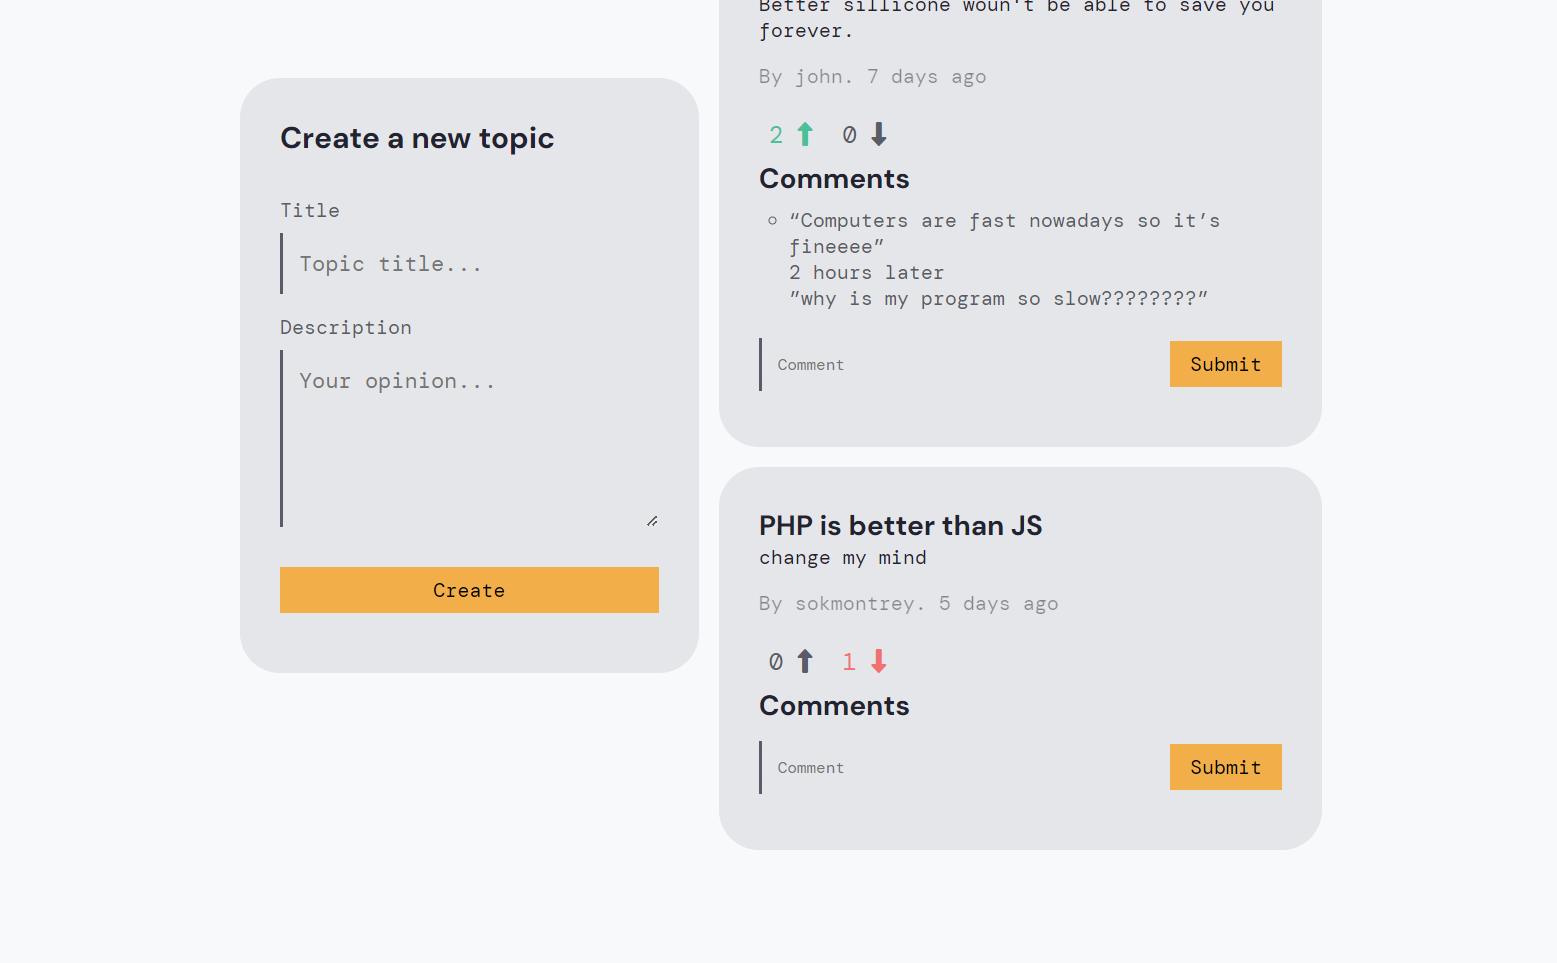 Create a new topic
Title
Topic title...
Description
Your opinion...
Create
Better sillicone woun't be able to save you
forever.
By john. 7 days ago
2 0
Comments
“Computers are fast nowadays so it’s
fineeee”
2 hours later
”why is my program so slow????????”
Comment
Submit
PHP is better than JS
change my mind
By sokmontrey. 5 days ago
0 1
Comments
Comment
Submit